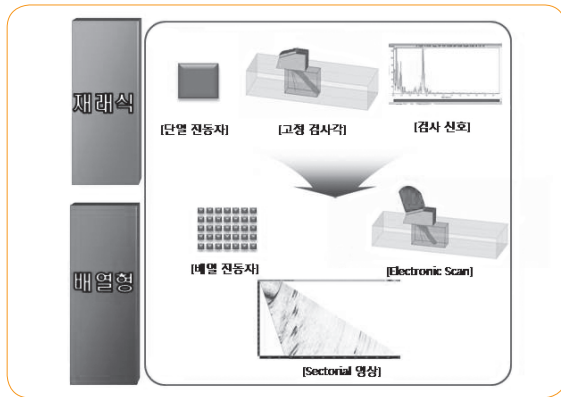 재래식
[단열 진동자]
[고정 검사각]
[검사 신호]
배열형
[배열 진동자]
[Electronic Scan]
[Sectorial 영상]